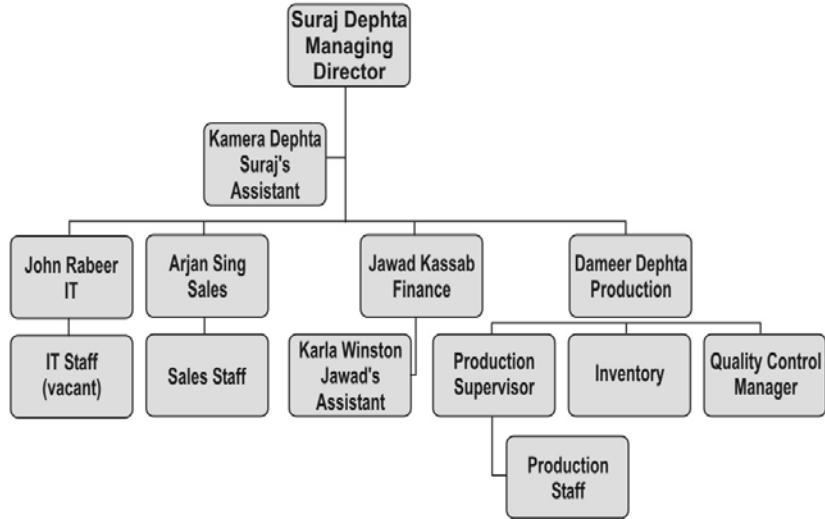 Suraj Dephta
Managing
Director
Kamera Dephta
Suraj's
Assistant
John Rabeer
IT
Arjan Sing
Sales
Jawad Kassab
Finance
Dameer Dephta
Production
IT Staff
(vacant)
Sales Staff
Karla Winston
Jawad's
Assistant
Production
Supervisor
Inventory
Quality Control
Manager
Production
Staff